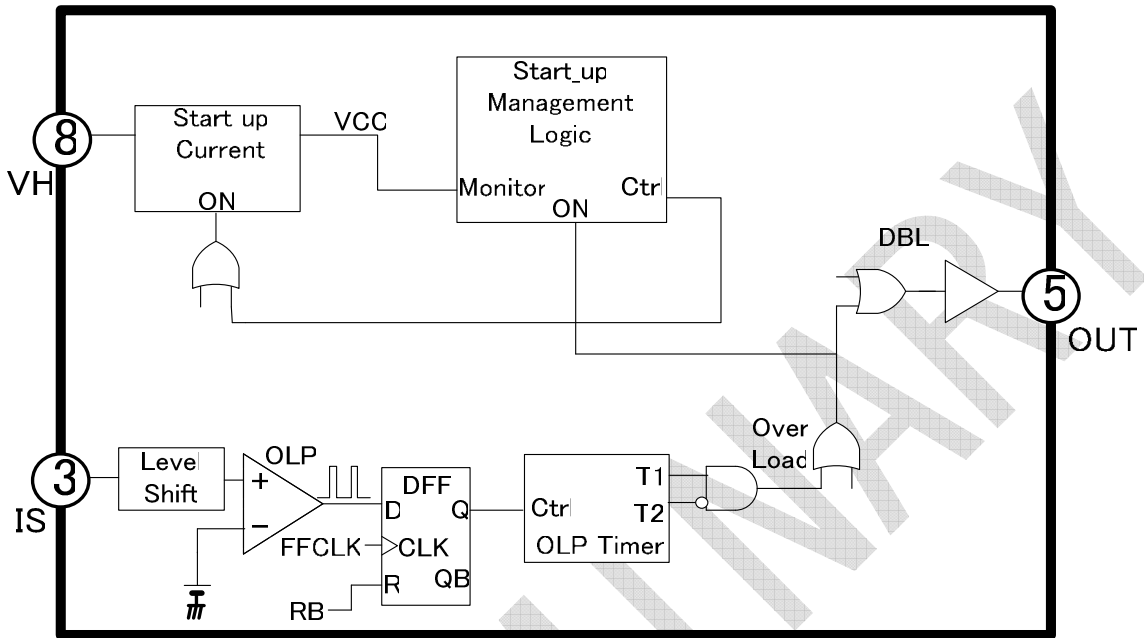 Start up
Current
ON
8
VH
VCC
Start_up
Management
Logic
Monitor
Ctrl
ON
DBL
5
OUT
3
IS
Level
Shift
OLP
+
−
DFF
D
Q
FFCLK
CLK
R
QB
RB
Ctrl
T1
T2
OLP Timer
Over
Load
INARY